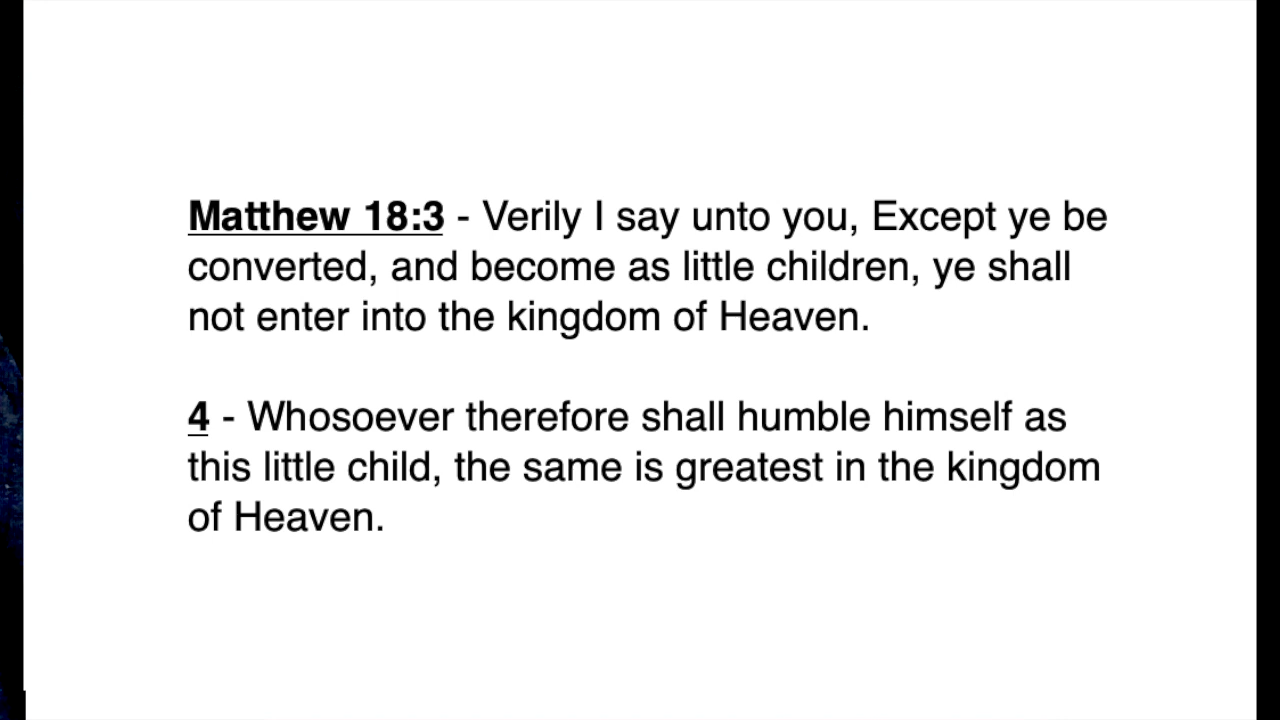 Matthew 18:3 - Verily I say unto you, Except ye be
converted, and become as little children, ye shall
not enter into the kingdom of Heaven.
4 - Whosoever therefore shall humble himself as
this little child, the same is greatest in the kingdom
of Heaven.